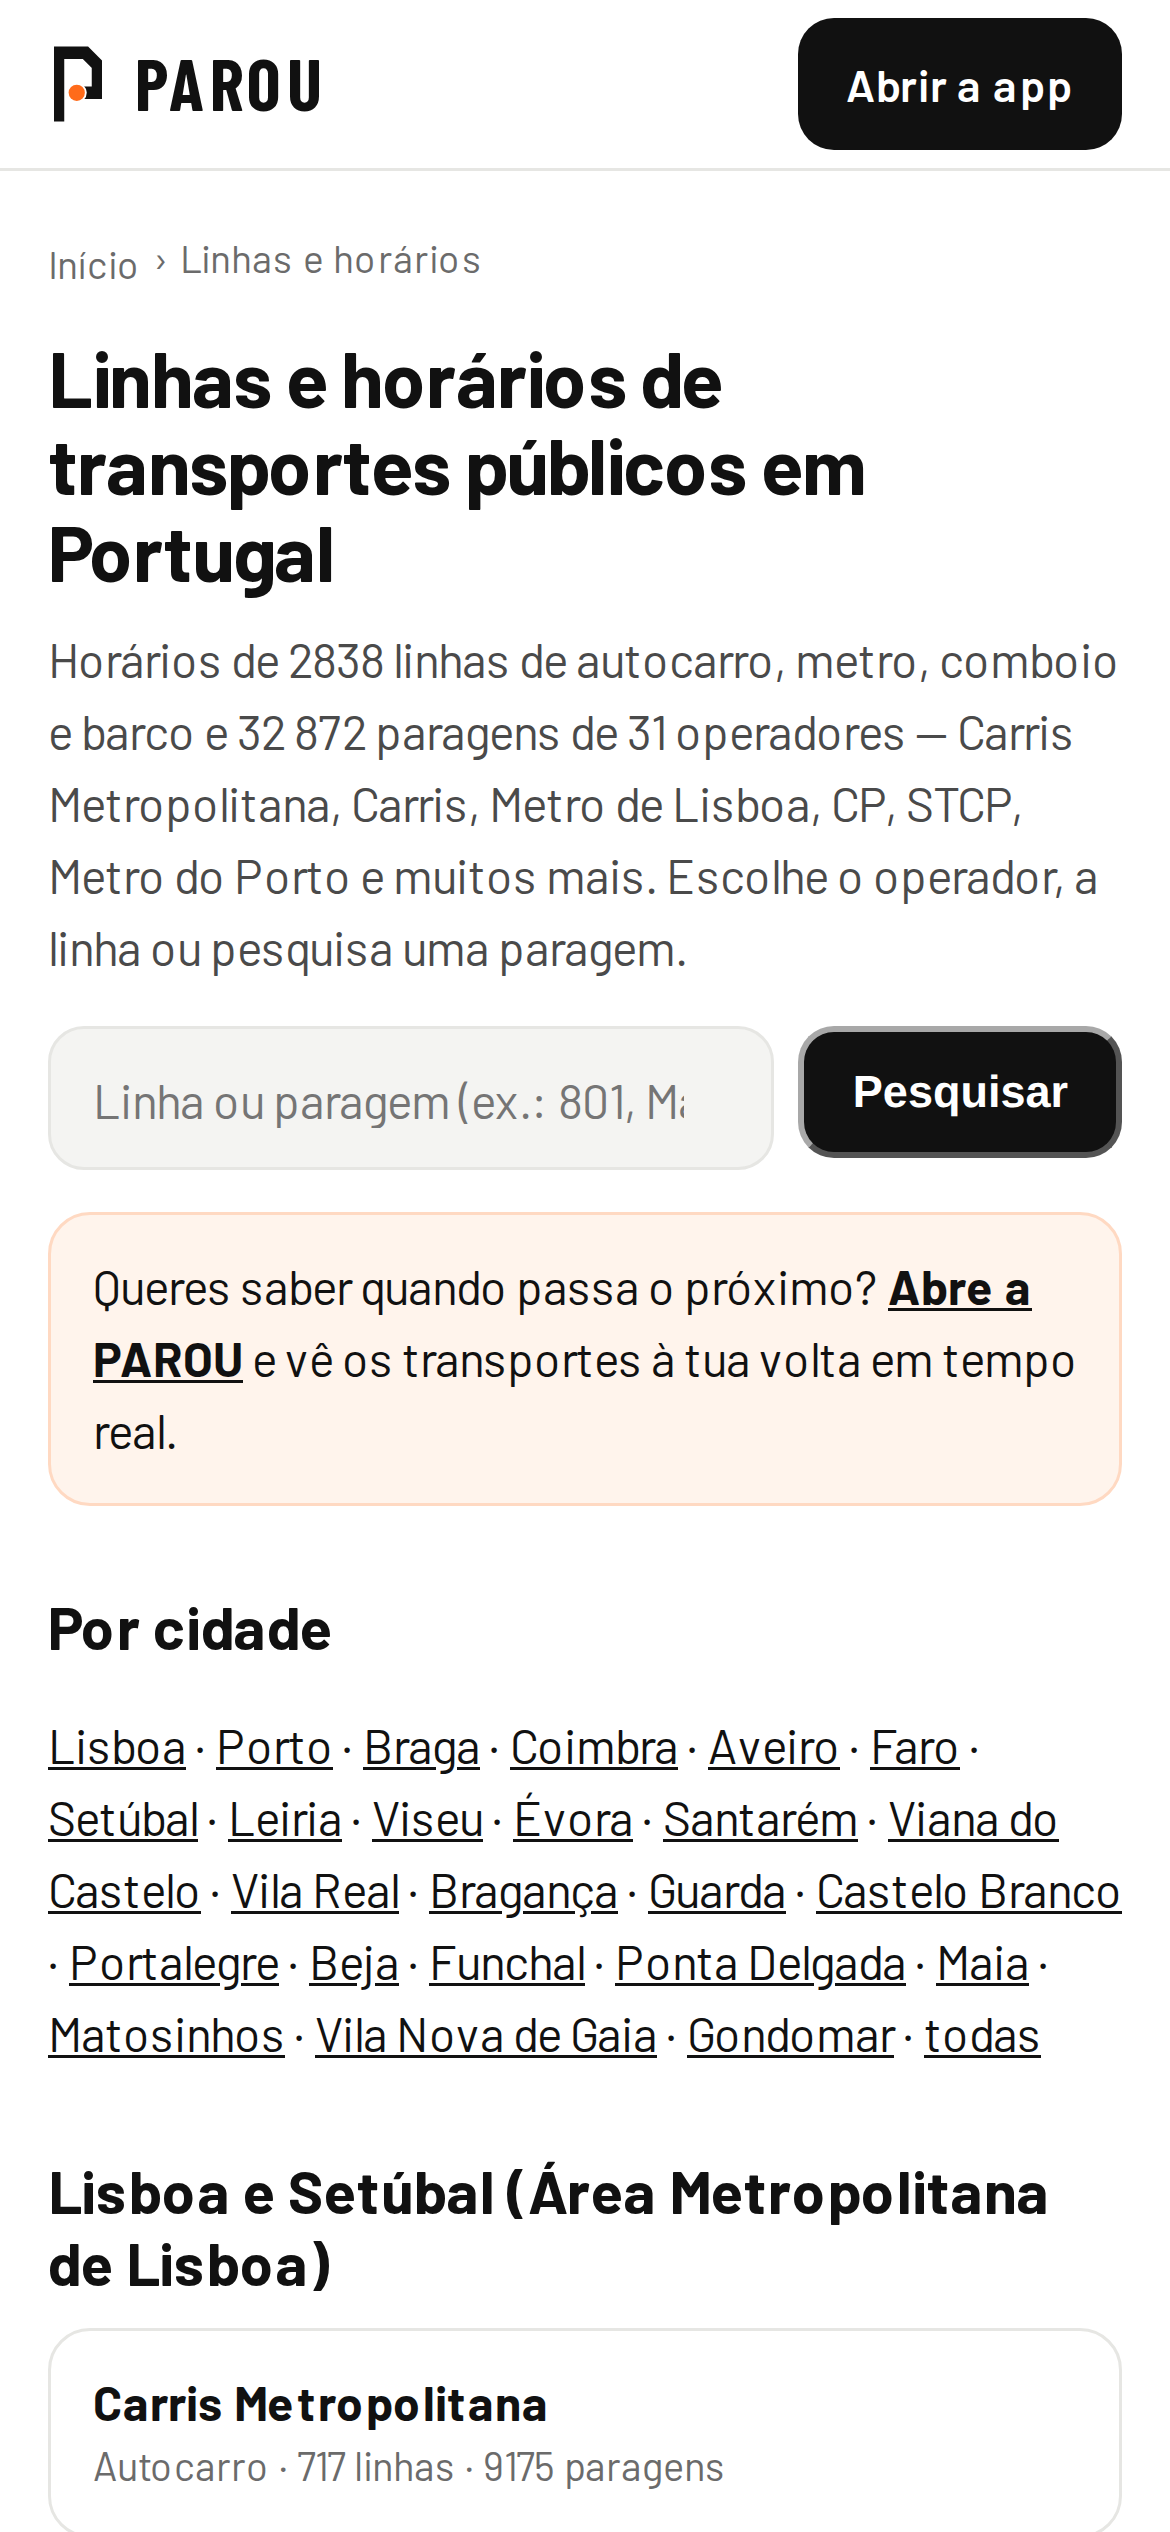 PAROU
Abrir a app
Início › Linhas e horários
Linhas e horários de
transportes públicos em
Portugal
Horários de 2838 linhas de autocarro, metro, comboio
e barco e 32 872 paragens de 31 operadores — Carris
Metropolitana, Carris, Metro de Lisboa, CP, STCP,
Metro do Porto e muitos mais. Escolhe o operador, a
linha ou pesquisa uma paragem.
Linha ou paragem (ex.: 801, Ma
Pesquisar
Queres saber quando passa o próximo? Abre a
PAROU e vê os transportes à tua volta em tempo
real.
Por cidade
Lisboa · Porto · Braga · Coimbra · Aveiro · Faro ·
Setúbal · Leiria · Viseu · Évora · Santarém · Viana do
Castelo · Vila Real · Bragança · Guarda · Castelo Branco
· Portalegre · Beja · Funchal · Ponta Delgada · Maia ·
Matosinhos · Vila Nova de Gaia · Gondomar · todas
Lisboa e Setúbal (Área Metropolitana
de Lisboa)
Carris Metropolitana
Autocarro · 717 linhas · 9175 paragens